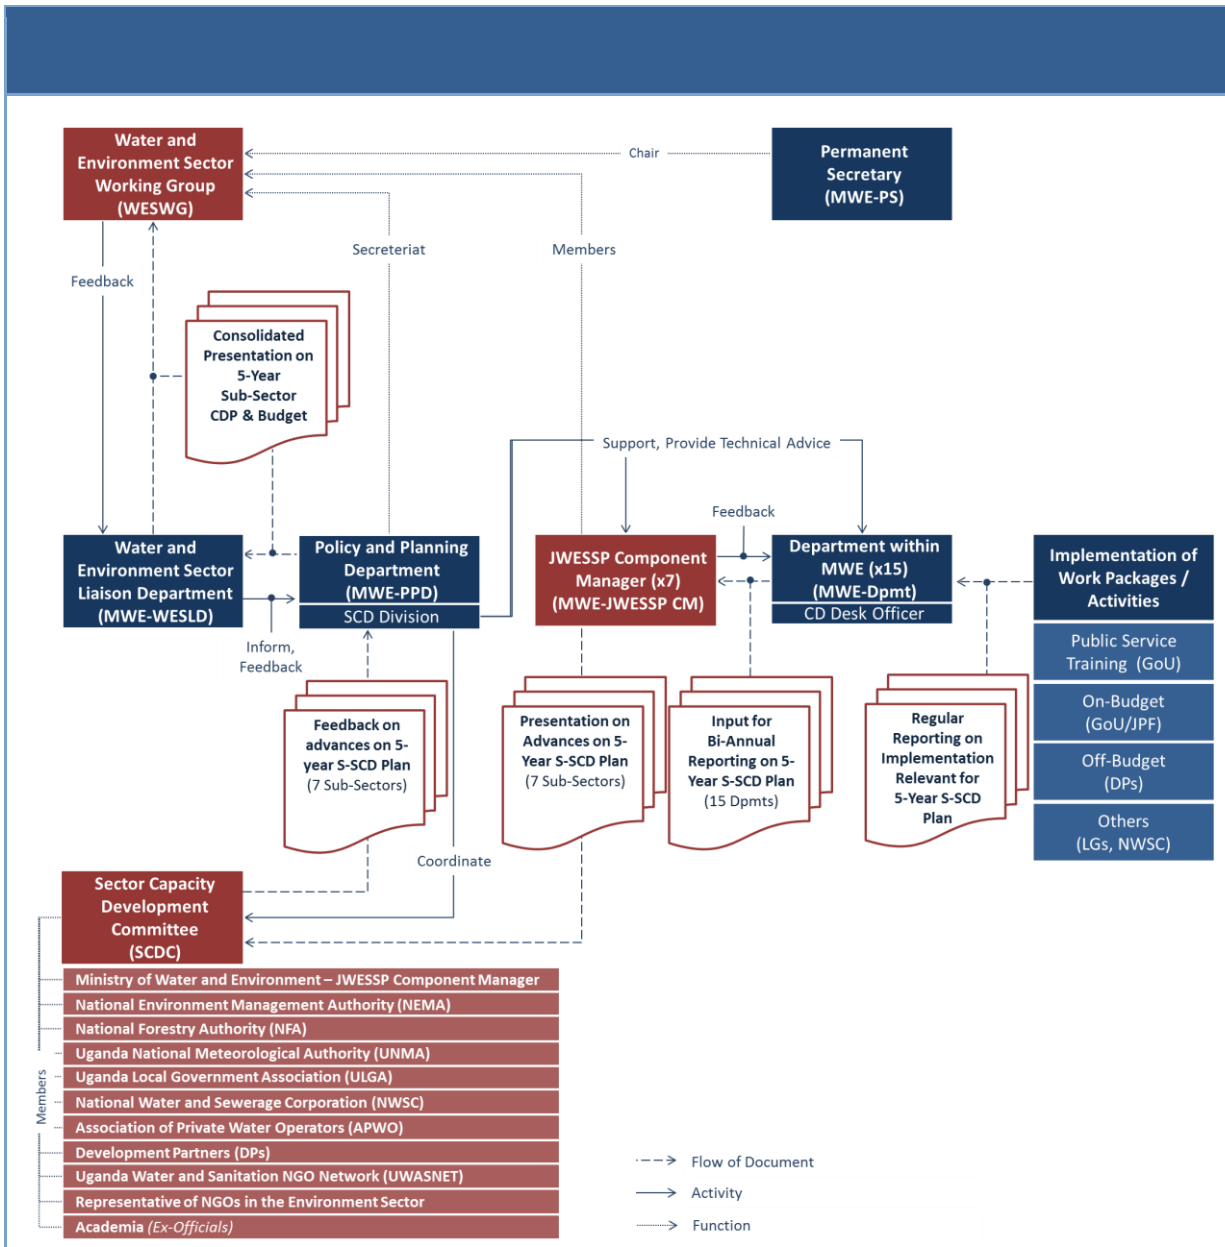 Water and
Environment Sector
Working Group
(WESWG)
Chair
Permanent
Secretary
(MWE-PS)
Secreteriat
Members
Feedback
Consolidated
Presentation on
5-Year
Sub-Sector
CDP & Budget
Support, Provide Technical Advice
Water and
Environment Sector
Liaison Department
(MWE-WESLD)
Policy and Planning
Department
(MWE-PPD)
SCD Division
JWESSP Component
Manager (x7)
(MWE-JWESSP CM)
Feedback
Department within
MWE (x15)
(MWE-Dpmt)
CD Desk Officer
Implementation of
Work Packages /
Activities
Public Service
Training (GoU)
On-Budget
(GoU/JPF)
Off-Budget
(DPs)
Others
(LGs, NWSC)
Inform,
Feedback
Feedback on
advances on 5-
year S-SCD Plan
(7 Sub-Sectors)
Presentation on
Advances on 5-
Year S-SCD Plan
(7 Sub-Sectors)
Input for
Bi-Annual
Reporting on 5-
Year S-SCD Plan
(15 Dpmts)
Regular
Reporting on
Implementation
Relevant for
5-Year S-SCD
Plan
Coordinate
Sector Capacity
Development
Committee
(SCDC)
Members
Ministry of Water and Environment – JWESSP Component Manager
National Environment Management Authority (NEMA)
National Forestry Authority (NFA)
Uganda National Meteorological Authority (UNMA)
Uganda Local Government Association (ULGA)
National Water and Sewerage Corporation (NWSC)
Association of Private Water Operators (APWO)
Development Partners (DPs)
Uganda Water and Sanitation NGO Network (UWASNET)
Representative of NGOs in the Environment Sector
Academia (Ex-Officials)
Flow of Document
Activity
Function